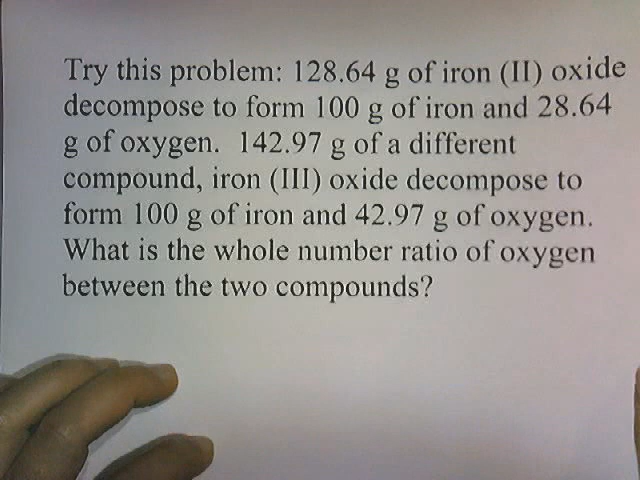 Try this problem: 128.64 g of iron (II) oxide
decompose to form 100 g of iron and 28.64
g of oxygen. 142.97 g of a different
compound, iron (III) oxide decompose to
form 100 g of iron and 42.97 g of oxygen.
What is the whole number ratio of oxygen
between the two compounds?